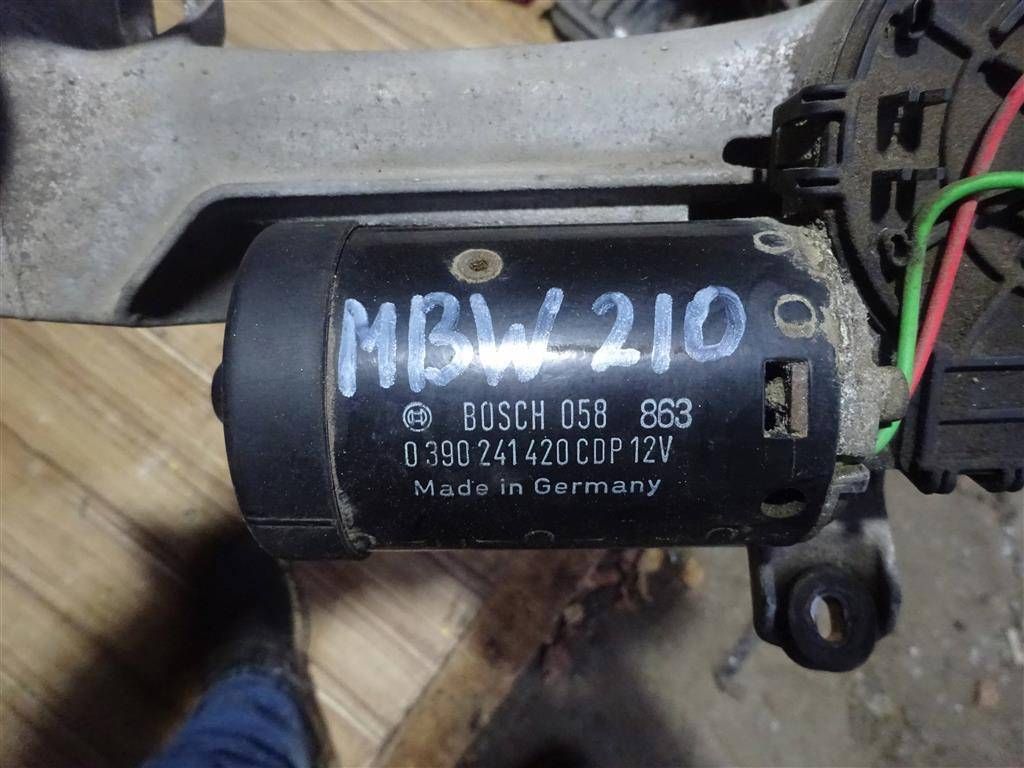 MBW 210
BOSCH 058 863
0 390 241 420 CDP 12V
Made in Germany